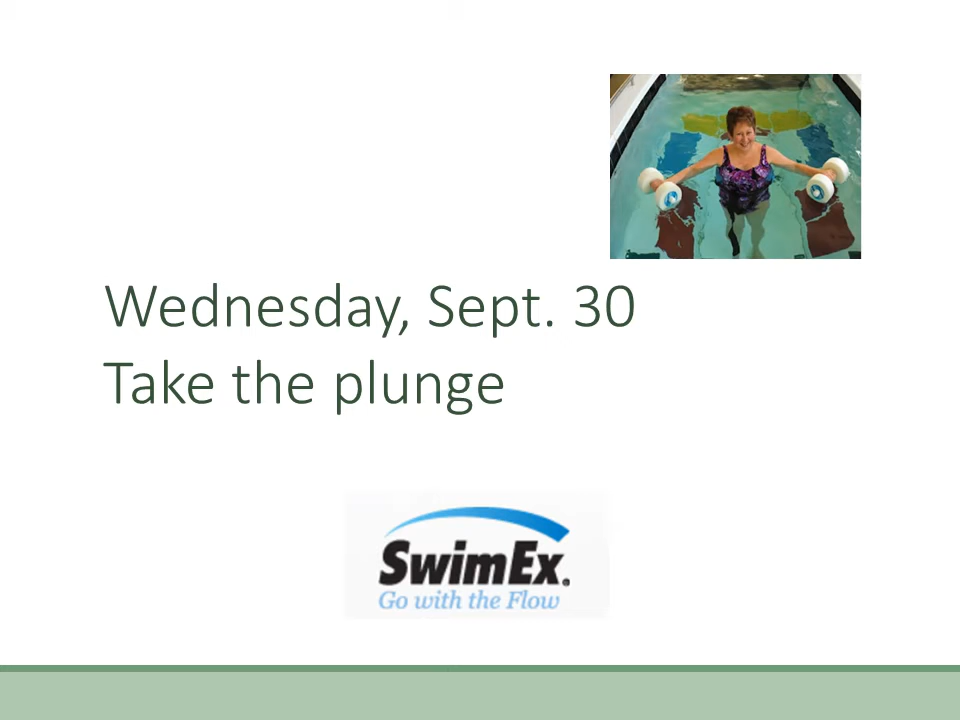 Wednesday, Sept. 30
Take the plunge
SwimEx.
Go with the Flow